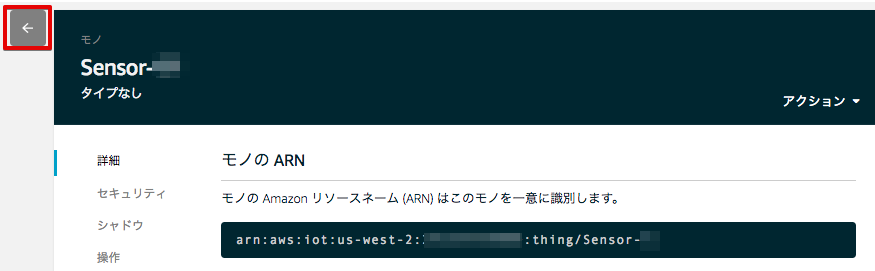 モノ
Sensor-
タイプなし
アクション
詳細
モノの ARN
セキュリティ
モノの Amazon リソースネーム (ARN) はこのモノを一意に識別します。
シャドウ
arn:aws:iot:us-west-2: :thing/Sensor-
操作